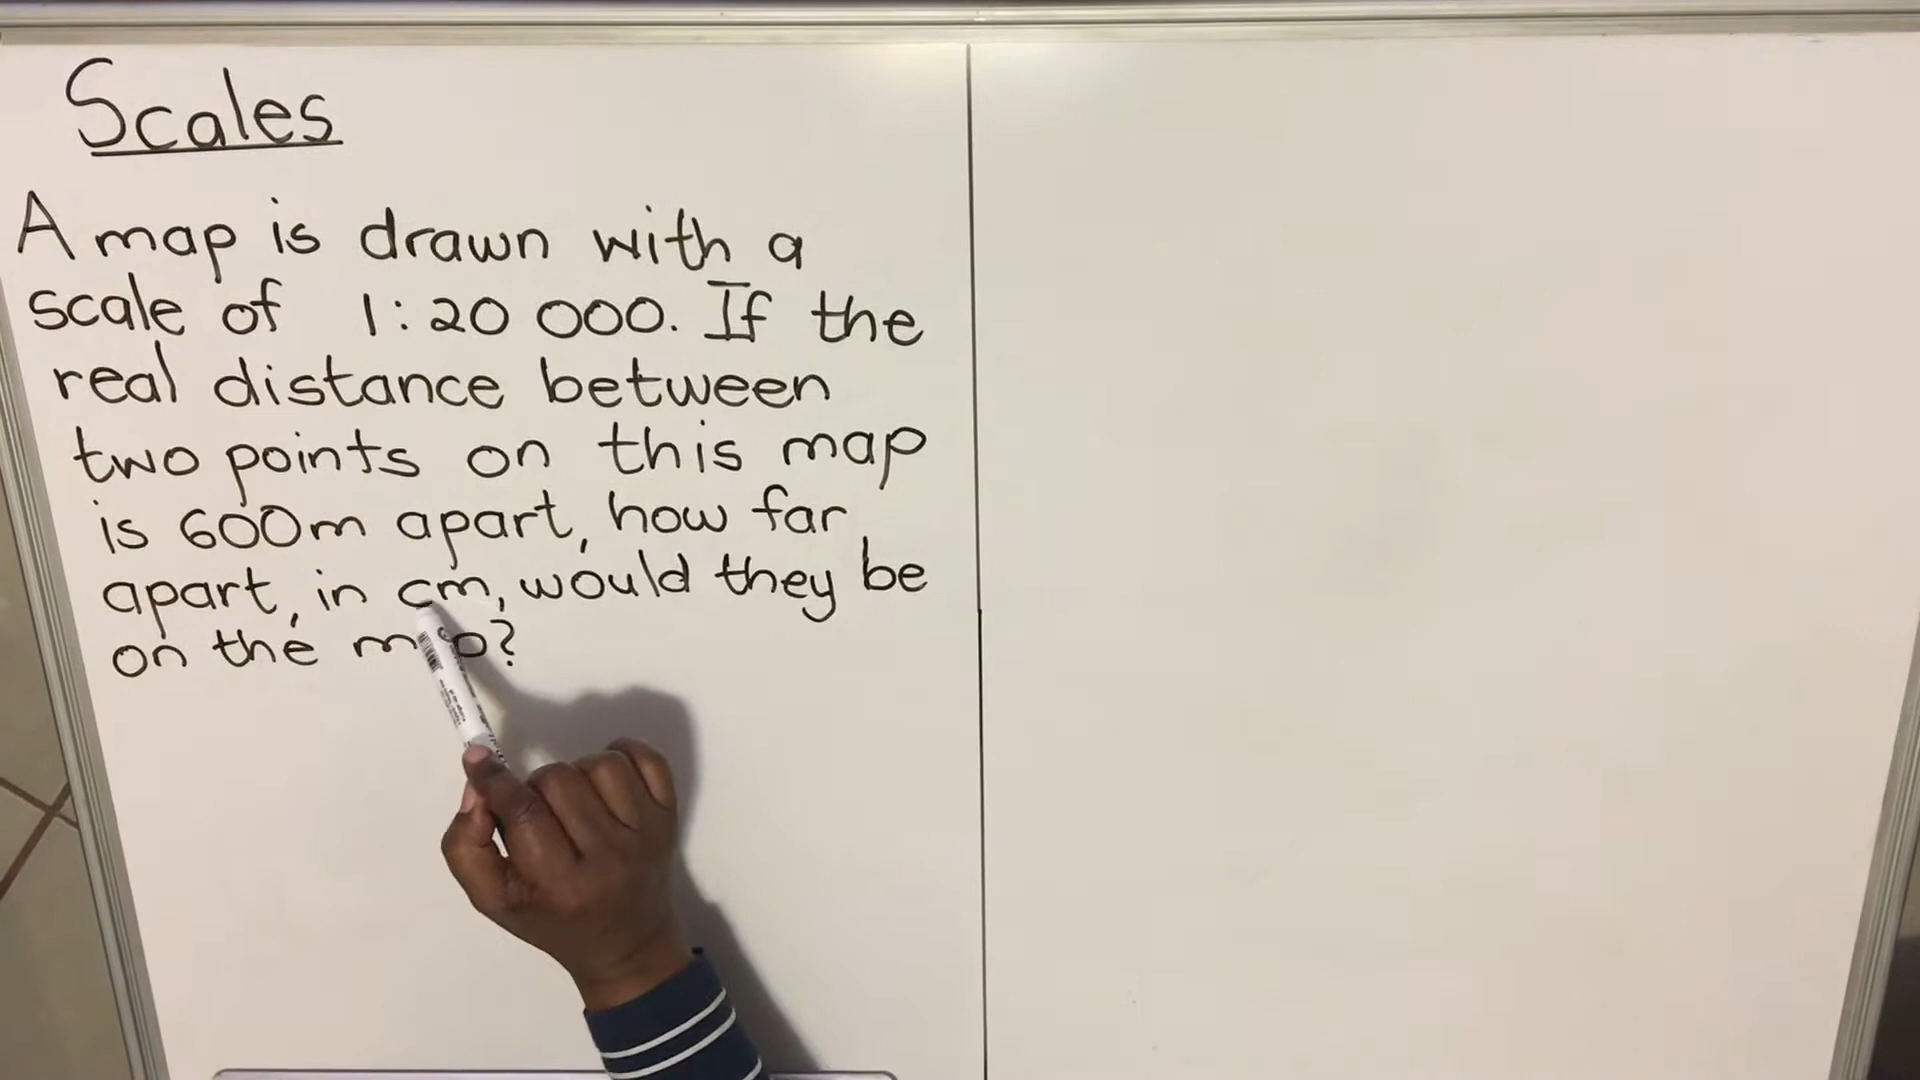 Scales
A map is drawn with a
scale of 1:20 000. If the
real distance between
two points on this map
is 600m apart, how far
apart, in cm, would they be
on the map?